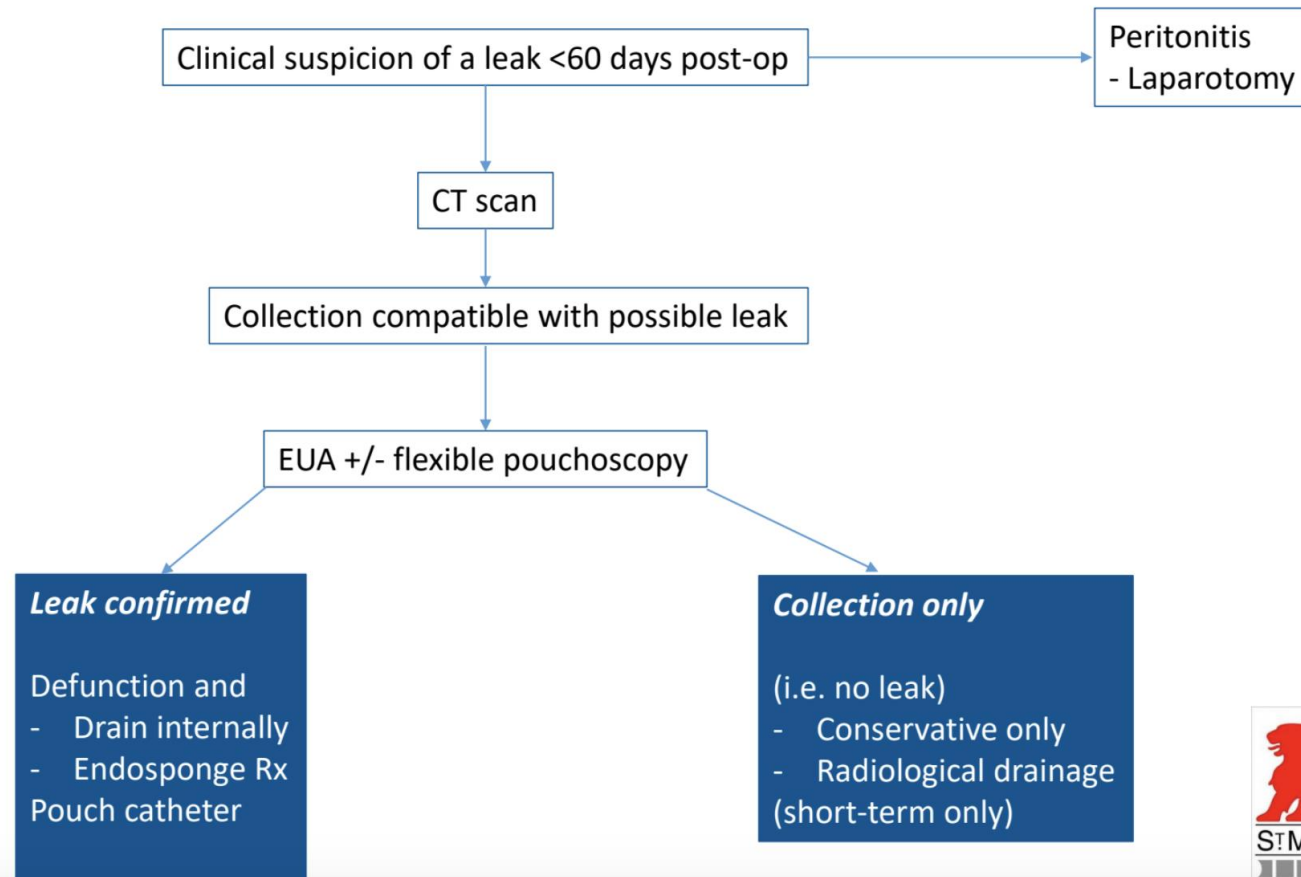 Clinical suspicion of a leak <60 days post-op
Peritonitis
- Laparotomy
CT scan
Collection compatible with possible leak
EUA +/- flexible pouchoscopy
Leak confirmed
Defunction and
- Drain internally
- Endosponge Rx
Pouch catheter
Collection only
(i.e. no leak)
- Conservative only
- Radiological drainage
(short-term only)